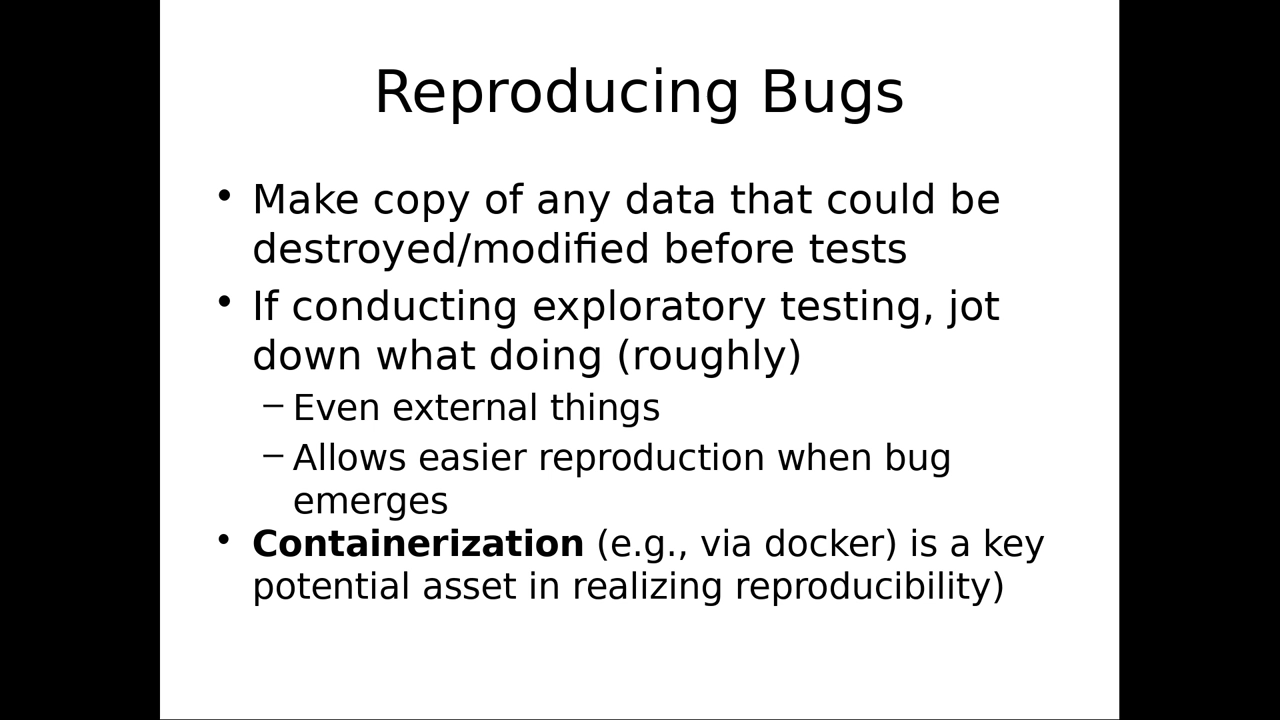 Reproducing Bugs
• Make copy of any data that could be
destroyed/modified before tests
• If conducting exploratory testing, jot
down what doing (roughly)
– Even external things
– Allows easier reproduction when bug
emerges
• Containerization (e.g., via docker) is a key
potential asset in realizing reproducibility)